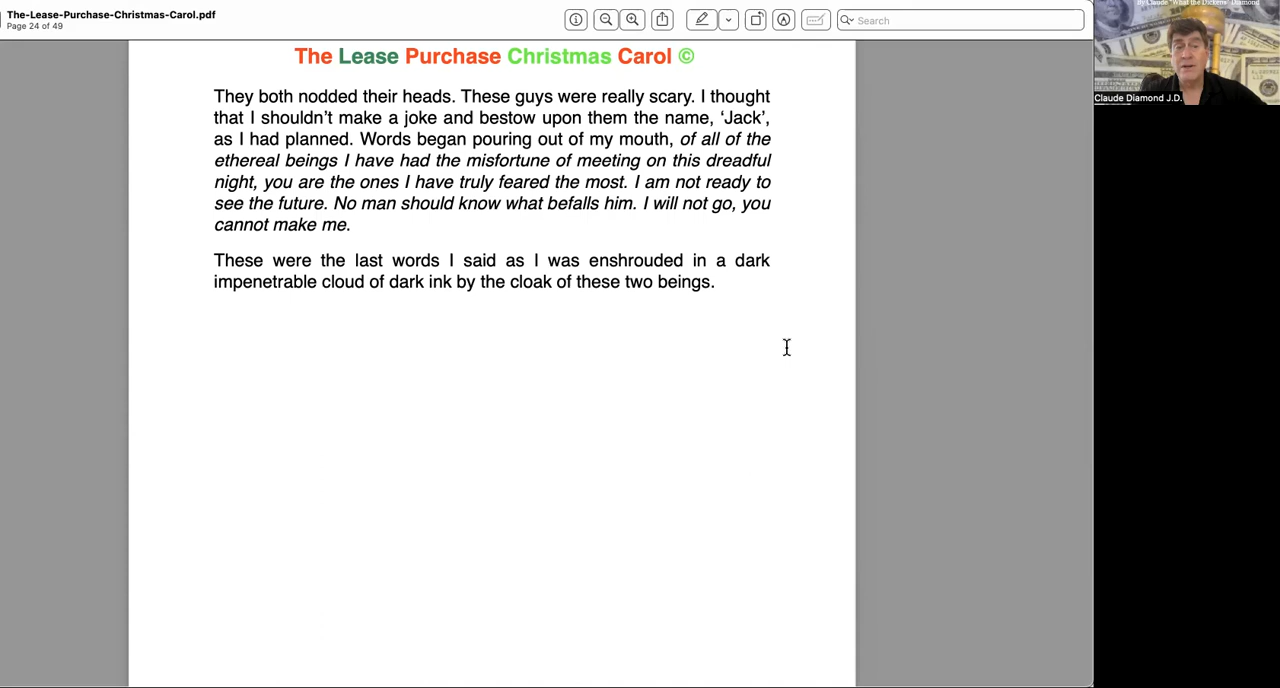 The-Lease-Purchase-Christmas-Carol.pdf
Page 24 of 49
Search
By Claude "What the Dickens" Diamond
Claude Diamond J.D.
The Lease Purchase Christmas Carol ©
They both nodded their heads. These guys were really scary. I thought
that I shouldn’t make a joke and bestow upon them the name, ‘Jack’,
as I had planned. Words began pouring out of my mouth, of all of the
ethereal beings I have had the misfortune of meeting on this dreadful
night, you are the ones I have truly feared the most. I am not ready to
see the future. No man should know what befalls him. I will not go, you
cannot make me.
These were the last words I said as I was enshrouded in a dark
impenetrable cloud of dark ink by the cloak of these two beings.